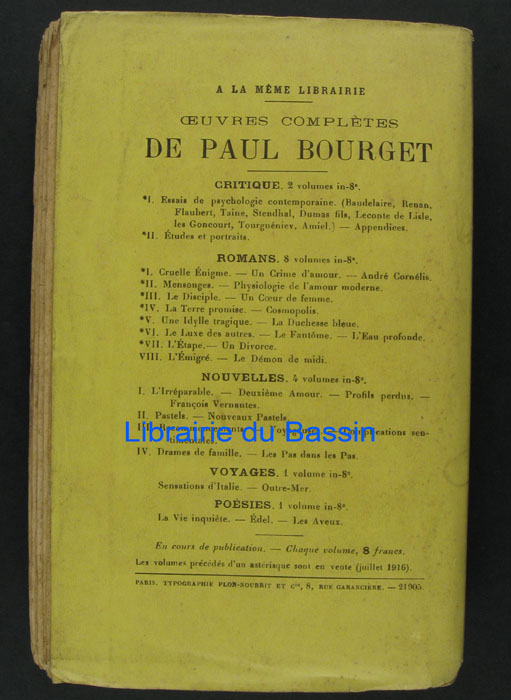 A LA MÊME LIBRAIRIE
ŒUVRES COMPLÈTES
DE PAUL BOURGET
CRITIQUE. 2 volumes in-8º.
*I. Essais de psychologie contemporaine. (Baudelaire, Renan,
Flaubert, Taine, Stendhal, Dumas fils, Leconte de Lisle,
les Goncourt, Tourguéniev, Amiel.) — Appendices.
*II. Études et portraits.
ROMANS. 8 volumes in-8º.
*I. Cruelle Énigme. — Un Crime d'amour. — André Cornélis.
*II. Mensonges. — Physiologie de l'amour moderne.
*III. Le Disciple. — Un Cœur de femme.
*IV. La Terre promise. — Cosmopolis.
*V. Une Idylle tragique. — La Duchesse bleue.
*VI. Le Luxe des autres. — Le Fantôme. — L'Eau profonde.
*VII. L'Étape. — Un Divorce.
VIII. L'Émigré. — Le Démon de midi.
NOUVELLES. 4 volumes in-8º.
I. L'Irréparable. — Deuxième Amour. — Profils perdus. —
François Vernantes.
II. Pastels. — Nouveaux Pastels.
III. sen-
timentales.
Librairie du Bassin
IV. Drames de famille. — Les Pas dans les Pas.
VOYAGES. 1 volume in-8º.
Sensations d'Italie. — Outre-Mer.
POÉSIES. 1 volume in-8º.
La Vie inquiète. — Édel. — Les Aveux.
En cours de publication. — Chaque volume, 8 francs.
Les volumes précédés d'un astérisque sont en vente (juillet 1916).
PARIS. TYPOGRAPHIE PLON-NOURRIT ET Cie, 8, RUE GARANCIÈRE. — 21905.